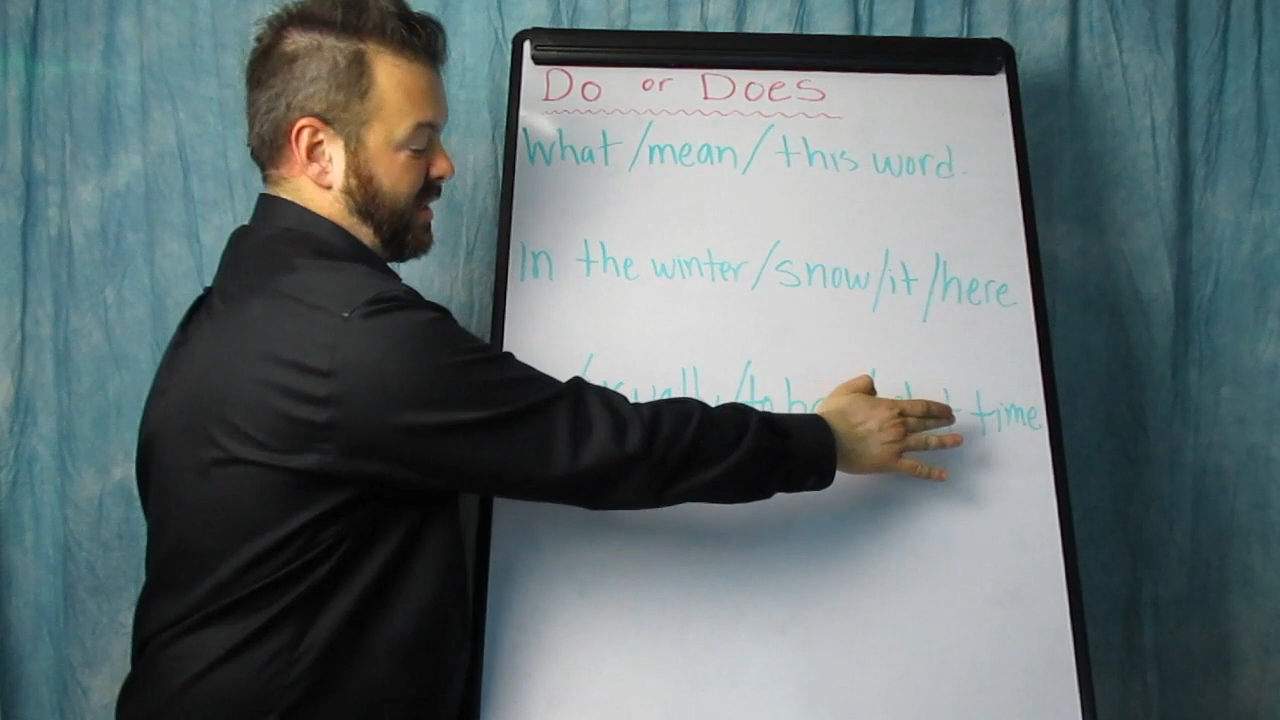 Do or Does
What/mean/this word.
In the winter/snow/it/here
time